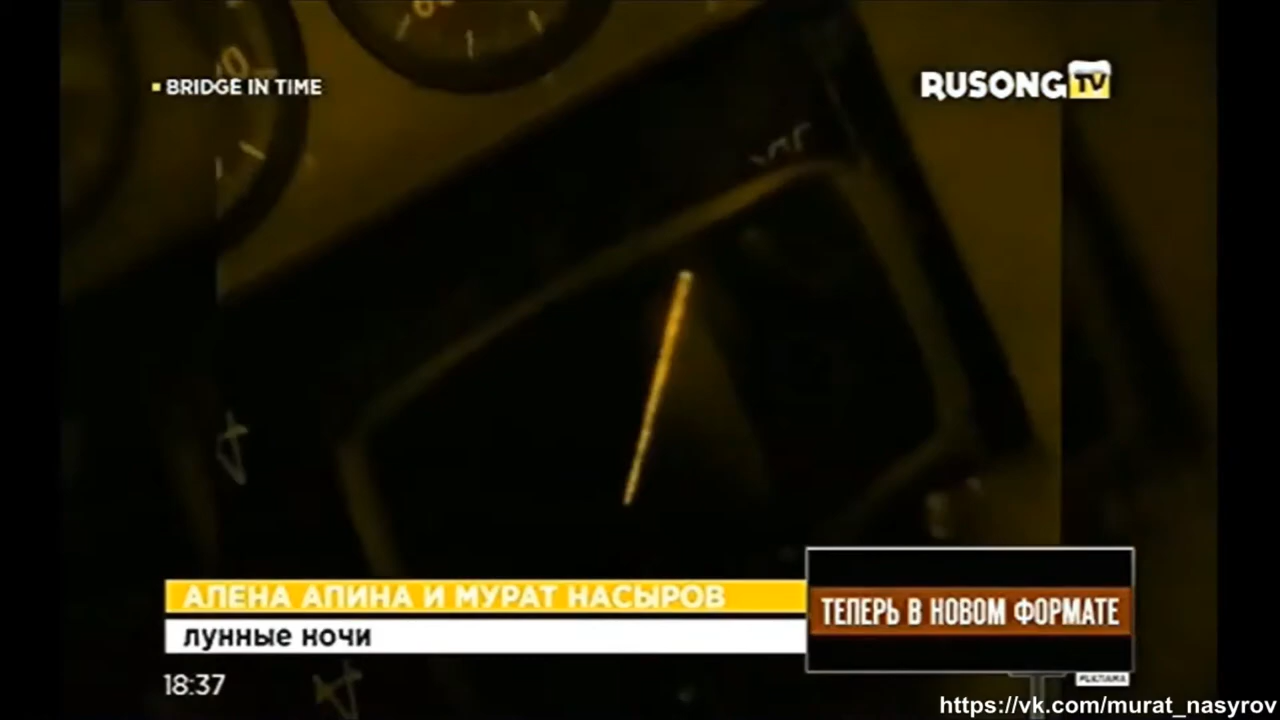 BRIDGE IN TIME
RUSONG TV
АЛЕНА АПИНА И МУРАТ НАСЫРОВ
ЛУННЫЕ НОЧИ
ТЕПЕРЬ В НОВОМ ФОРМАТЕ
18:37
РЕКЛАМА
https://vk.com/murat_nasyrov